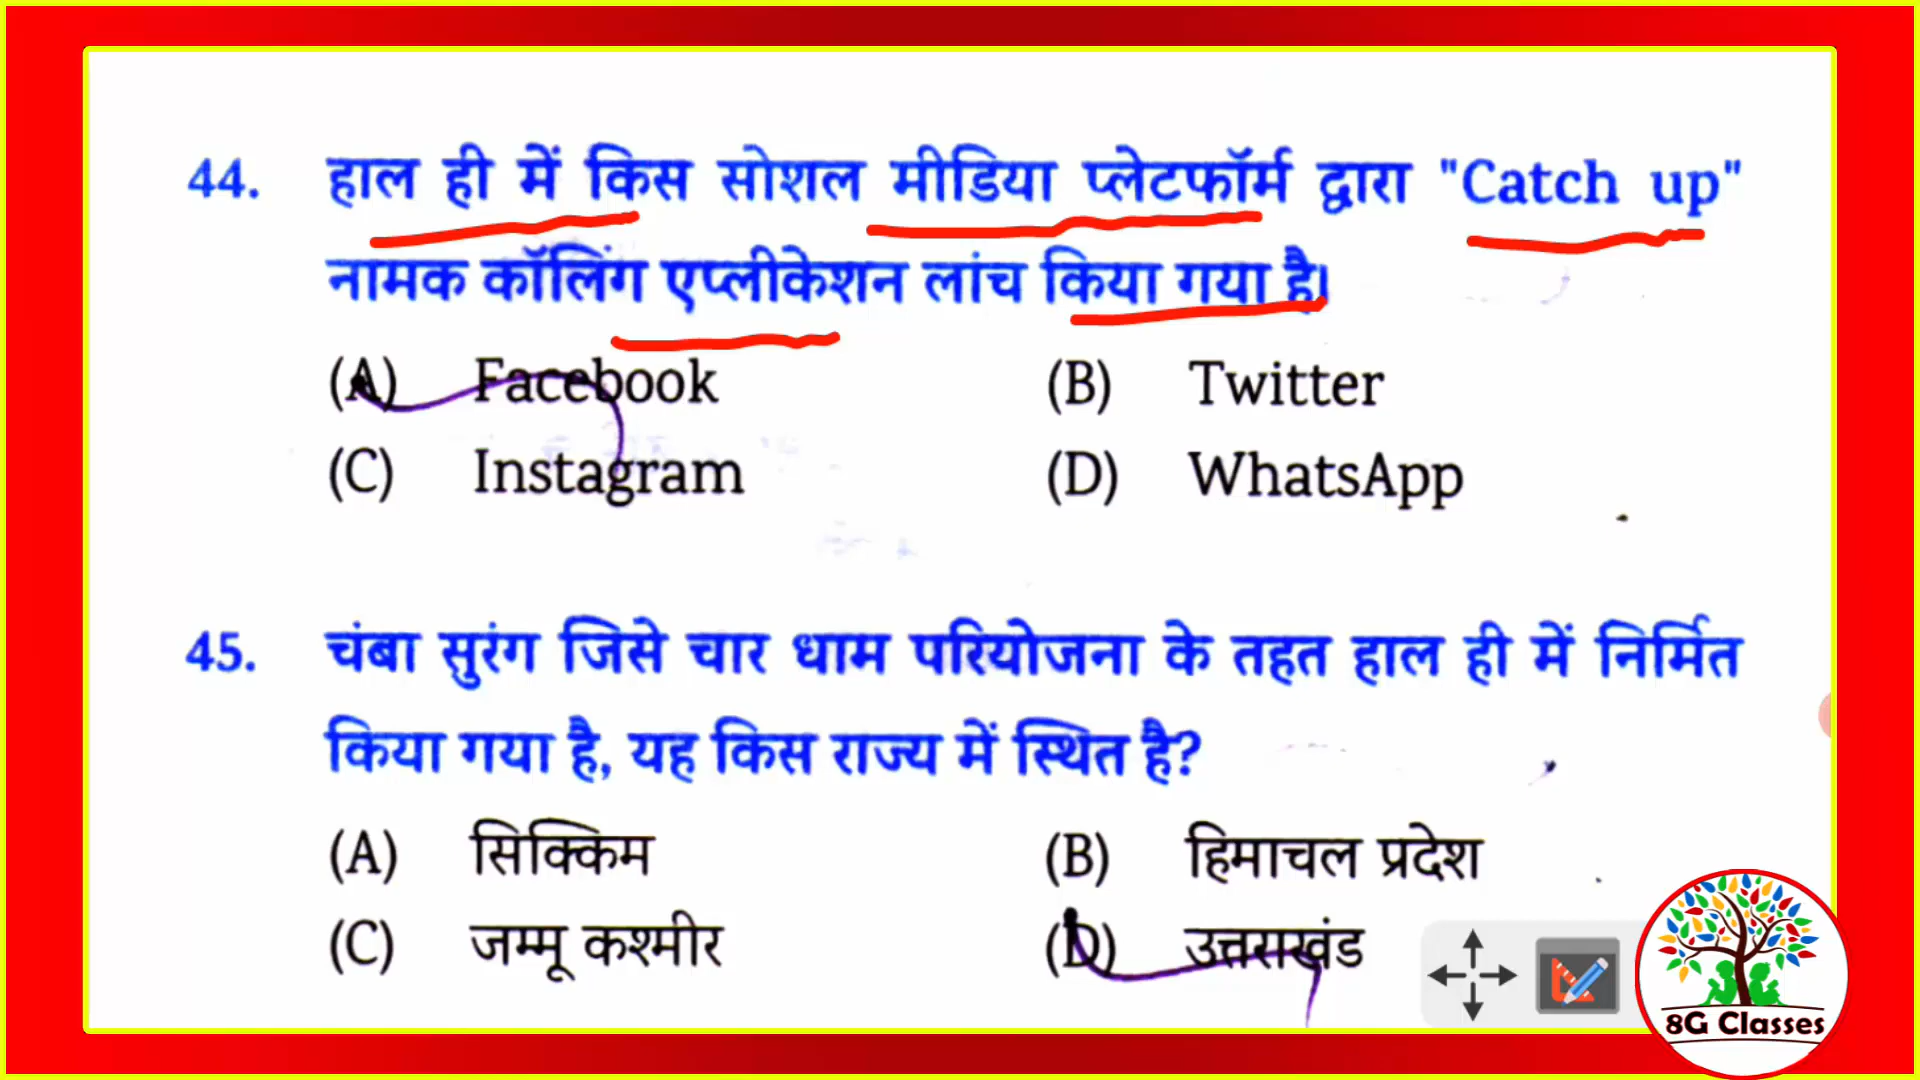 44. हाल ही में किस सोशल मीडिया प्लेटफॉर्म द्वारा "Catch up"
नामक कॉलिंग एप्लीकेशन लांच किया गया है।
(A) Facebook (B) Twitter
(C) Instagram (D) WhatsApp
45. चंबा सुरंग जिसे चार धाम परियोजना के तहत हाल ही में निर्मित
किया गया है, यह किस राज्य में स्थित है?
(A) सिक्किम (B) हिमाचल प्रदेश
(C) जम्मू कश्मीर (D) उत्तराखंड
8G Classes